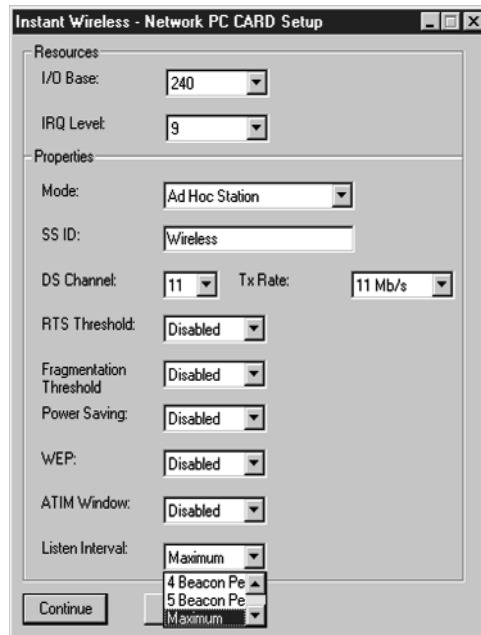 Instant Wireless - Network PC CARD Setup
Resources
I/O Base: 240
IRQ Level: 9
Properties
Mode: Ad Hoc Station
SS ID: Wireless
DS Channel: 11 Tx Rate: 11 Mb/s
RTS Threshold: Disabled
Fragmentation
Threshold Disabled
Power Saving: Disabled
WEP: Disabled
ATIM Window: Disabled
Listen Interval: Maximum
4 Beacon Pe
5 Beacon Pe
Maximum
Continue